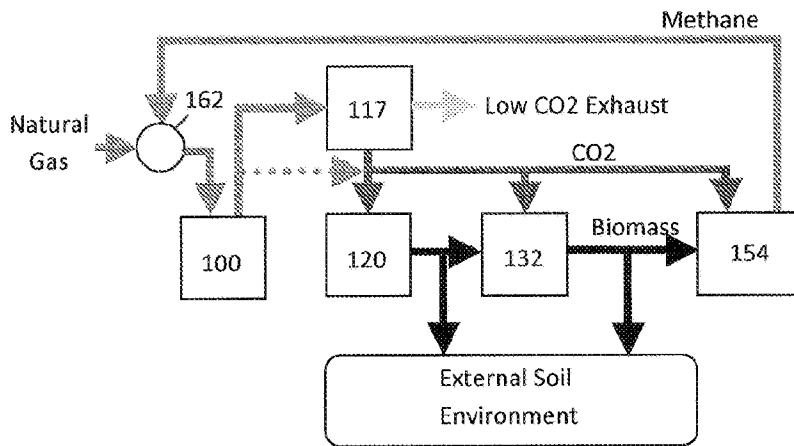 Methane
162
117
Low CO2 Exhaust
Natural
Gas
CO2
100
120
132
Biomass
154
External Soil
Environment